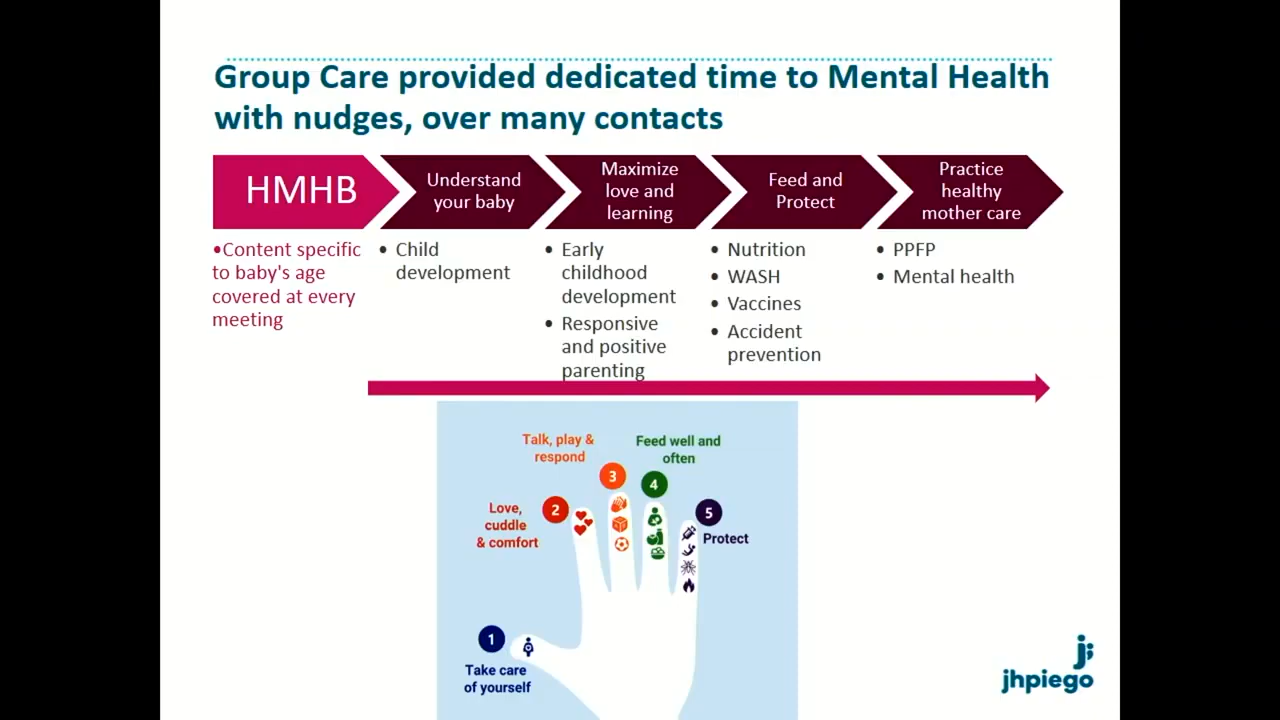 Group Care provided dedicated time to Mental Health
with nudges, over many contacts
HMHB
•Content specific
to baby's age
covered at every
meeting
Understand
your baby
• Child
development
Maximize
love and
learning
• Early
childhood
development
• Responsive
and positive
parenting
Feed and
Protect
• Nutrition
• WASH
• Vaccines
• Accident
prevention
Practice
healthy
mother care
• PPFP
• Mental health
1
Take care
of yourself
2
Love,
cuddle
& comfort
3
Talk, play &
respond
4
Feed well and
often
5
Protect
jhpiego